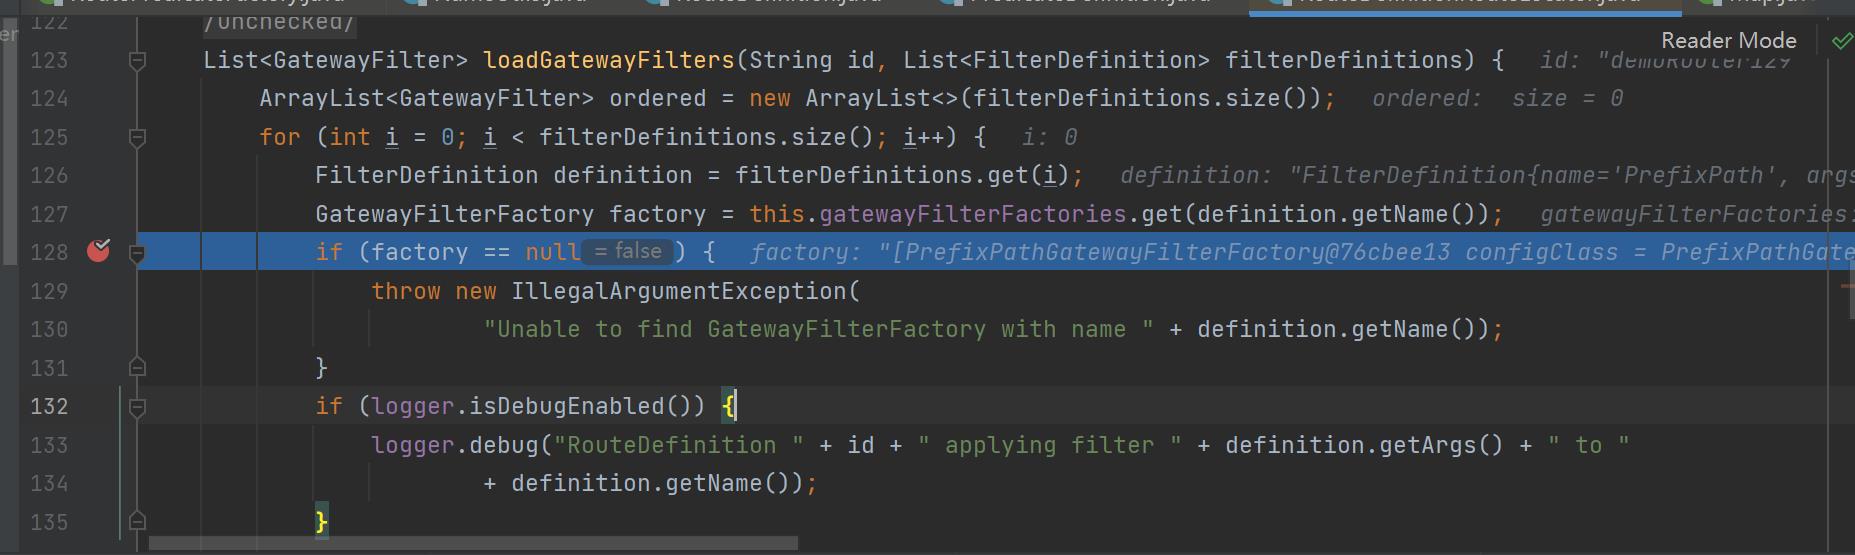 122 /unchecked/
Reader Mode
123 List<GatewayFilter> loadGatewayFilters(String id, List<FilterDefinition> filterDefinitions) { id: "demoRouter129
124 ArrayList<GatewayFilter> ordered = new ArrayList<>(filterDefinitions.size()); ordered: size = 0
125 for (int i = 0; i < filterDefinitions.size(); i++) { i: 0
126 FilterDefinition definition = filterDefinitions.get(i); definition: "FilterDefinition{name='PrefixPath', args
127 GatewayFilterFactory factory = this.gatewayFilterFactories.get(definition.getName()); gatewayFilterFactories:
128 if (factory == null = false ) { factory: "[PrefixPathGatewayFilterFactory@76cbee13 configClass = PrefixPathGate
129 throw new IllegalArgumentException(
130 "Unable to find GatewayFilterFactory with name " + definition.getName());
131 }
132 if (logger.isDebugEnabled()) {
133 logger.debug("RouteDefinition " + id + " applying filter " + definition.getArgs() + " to "
134 + definition.getName());
135 }